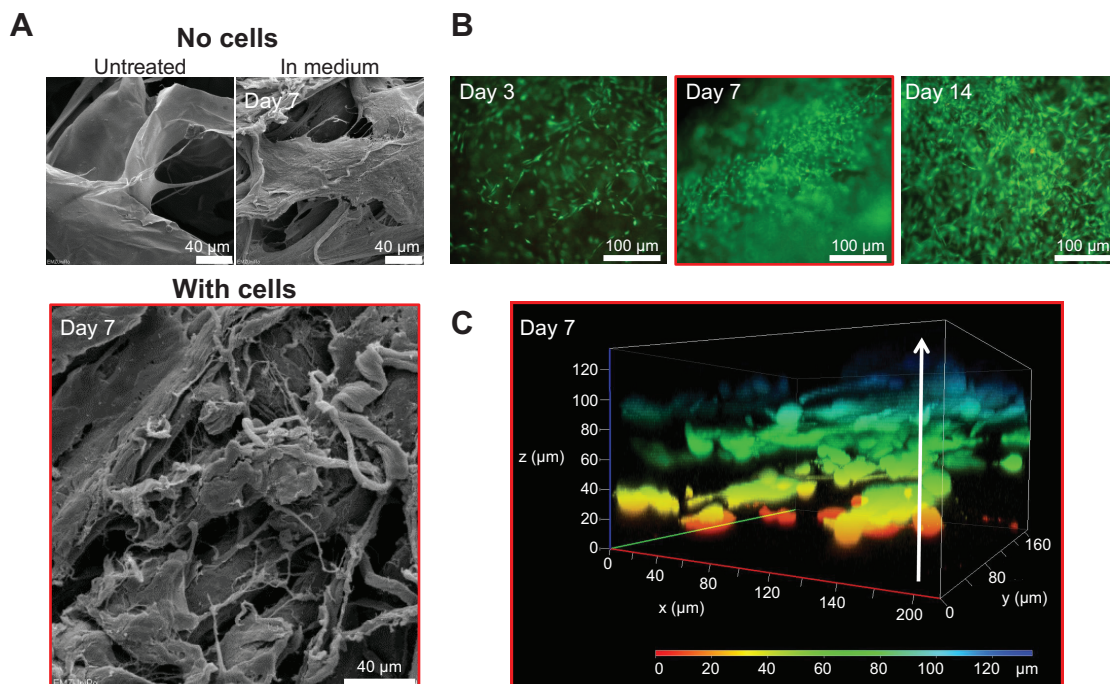 A
No cells
Untreated
In medium
Day 7
40 µm
40 µm
EMZUniRo
With cells
Day 7
40 µm
B
Day 3
Day 7
Day 14
100 µm
100 µm
100 µm
C
Day 7
z (µm)
120
100
80
60
40
20
0
0
40
80
120
140
200
x (µm)
0
80
160
y (µm)
0
20
40
60
80
100
120
µm